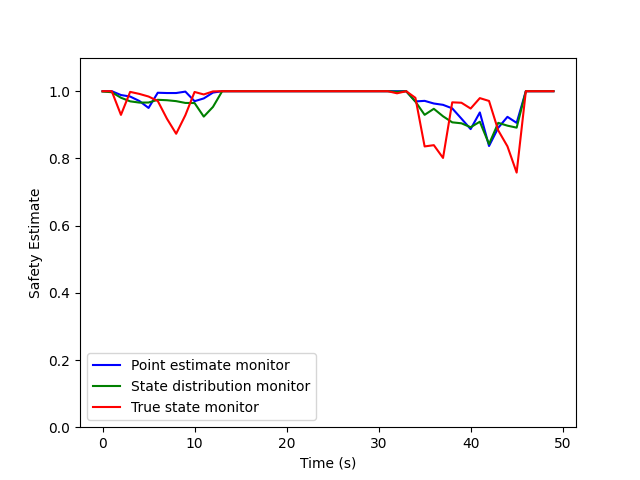 1.0
0.8
0.6
0.4
0.2
0.0
Safety Estimate
Point estimate monitor
State distribution monitor
True state monitor
0 10 20 30 40 50
Time (s)